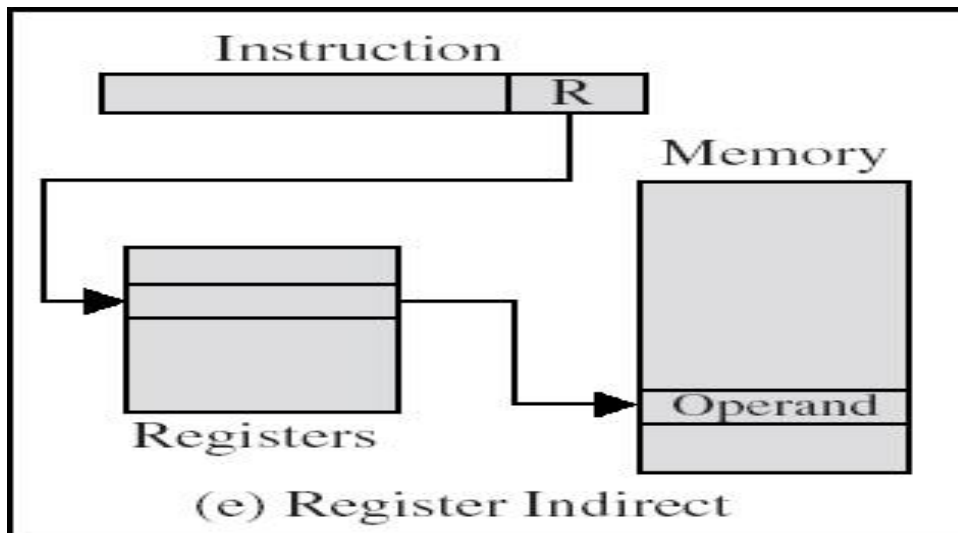 Instruction
R
Memory
Operand
Registers
(e) Register Indirect